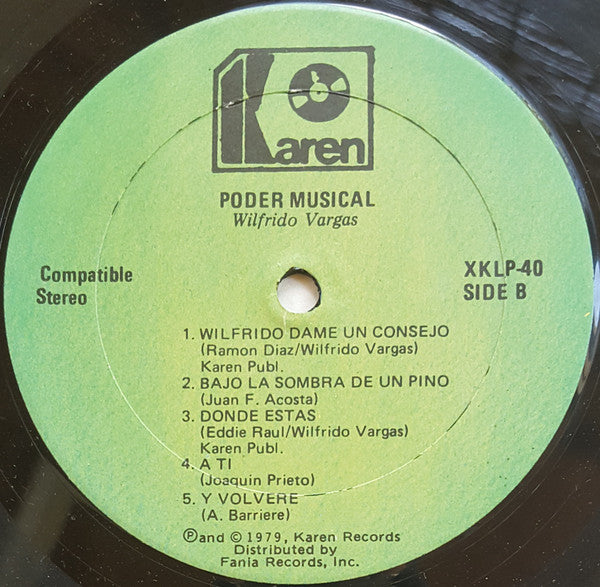 Karen
PODER MUSICAL
Wilfrido Vargas
Compatible
Stereo
XKLP-40
SIDE B
1. WILFRIDO DAME UN CONSEJO
(Ramon Diaz/Wilfrido Vargas)
Karen Publ.
2. BAJO LA SOMBRA DE UN PINO
(Juan F. Acosta)
3. DONDE ESTAS
(Eddie Raul/Wilfrido Vargas)
Karen Publ.
4. A TI
(Joaquin Prieto)
5. Y VOLVERE
(A. Barriere)
Ⓟand © 1979, Karen Records
Distributed by
Fania Records, Inc.